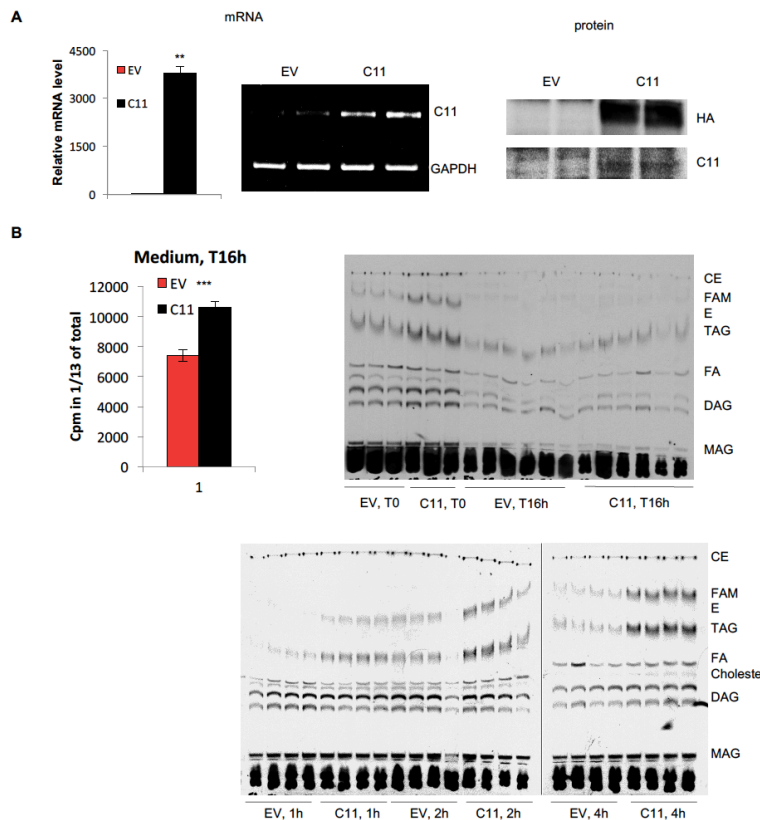 A
mRNA
protein
4500
3000
1500
0
Relative mRNA level
EV
C11
**
EV C11
C11
GAPDH
EV C11
HA
C11
B
Medium, T16h
EV ***
C11
12000
10000
8000
6000
4000
2000
0
Cpm in 1/13 of total
1
CE
FAM
E
TAG
FA
DAG
MAG
EV, T0 C11, T0 EV, T16h C11, T16h
CE
FAM
E
TAG
FA
Choleste
DAG
MAG
EV, 1h C11, 1h EV, 2h C11, 2h EV, 4h C11, 4h